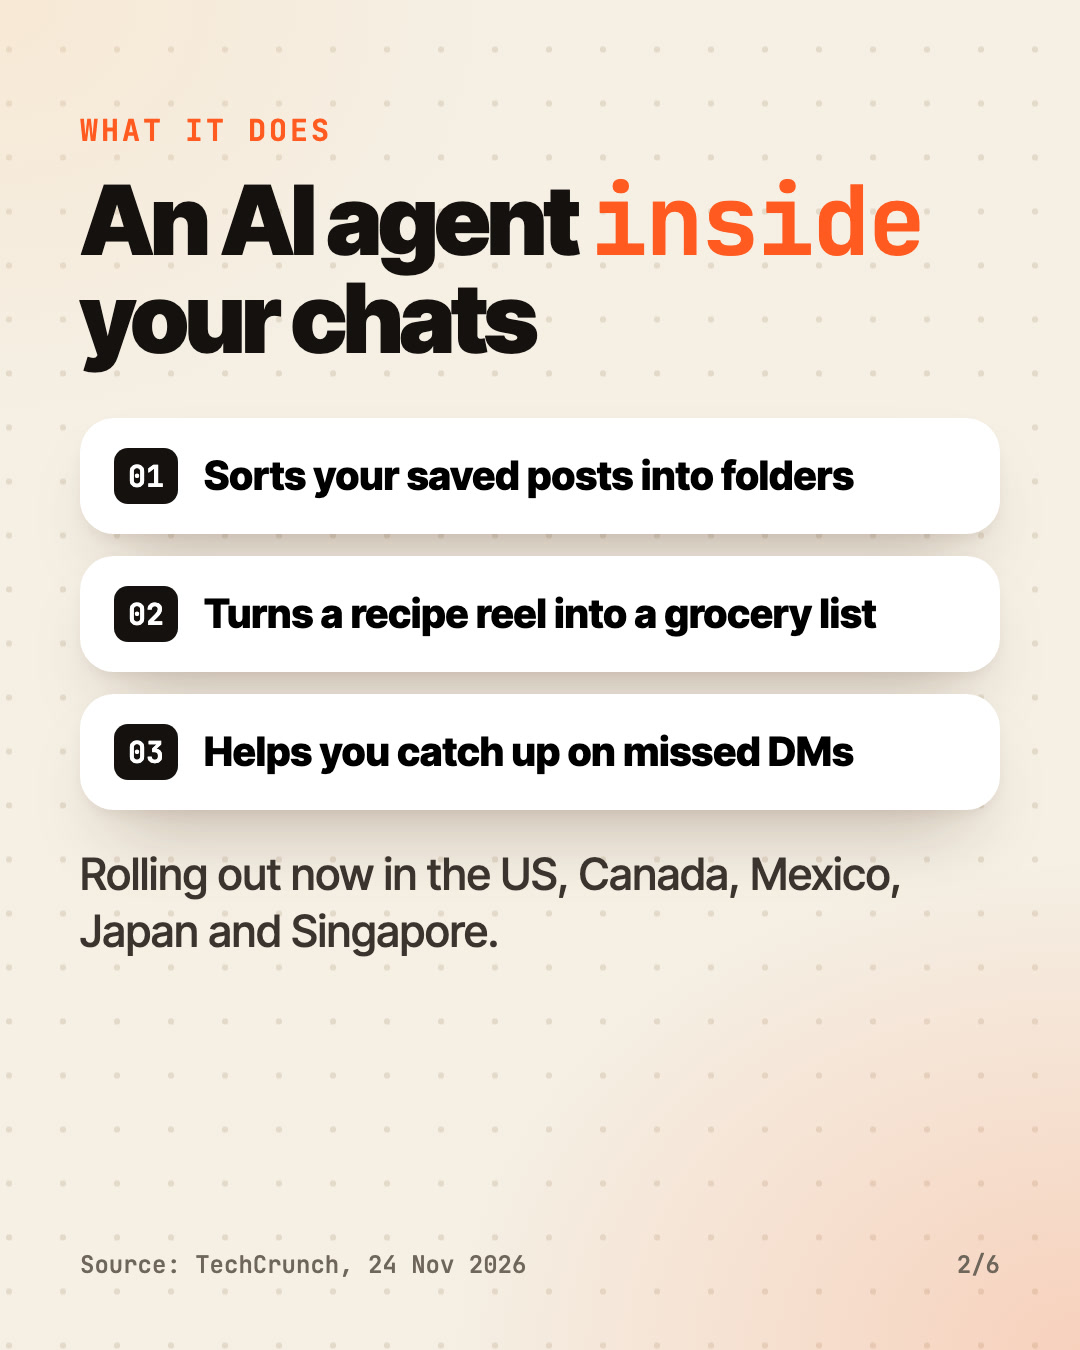 WHAT IT DOES
An AI agent inside
your chats
01 Sorts your saved posts into folders
02 Turns a recipe reel into a grocery list
03 Helps you catch up on missed DMs
Rolling out now in the US, Canada, Mexico,
Japan and Singapore.
Source: TechCrunch, 24 Nov 2026
2/6